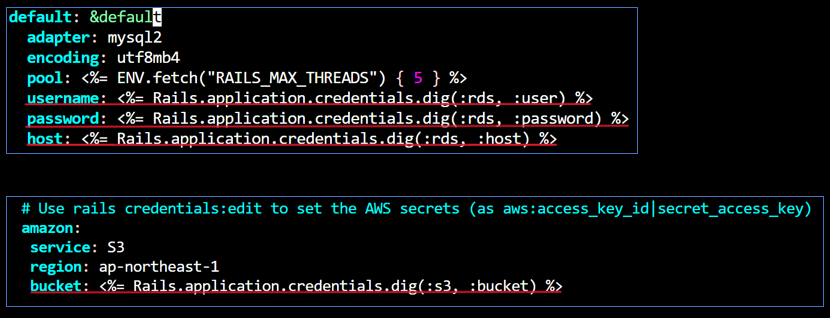 default: &default
adapter: mysql2
encoding: utf8mb4
pool: <%= ENV.fetch("RAILS_MAX_THREADS") { 5 } %>
username: <%= Rails.application.credentials.dig(:rds, :user) %>
password: <%= Rails.application.credentials.dig(:rds, :password) %>
host: <%= Rails.application.credentials.dig(:rds, :host) %>
# Use rails credentials:edit to set the AWS secrets (as aws:access_key_id|secret_access_key)
amazon:
service: S3
region: ap-northeast-1
bucket: <%= Rails.application.credentials.dig(:s3, :bucket) %>